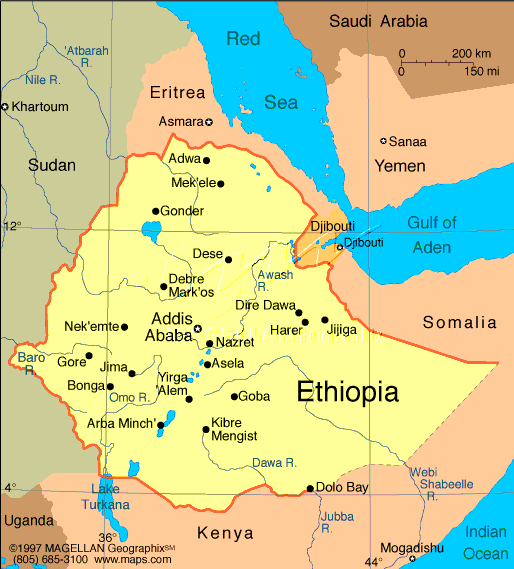 Saudi Arabia
Red
Sea
0 200 km
0 150 mi
'Atbarah
R.
Nile R.
Eritrea
Khartoum
Asmara
Sanaa
Sudan
Yemen
Adwa
Mek'ele
Gonder
12°
Djibouti
Djibouti
Gulf of
Aden
Dese
Awash
R.
Debre
Mark'os
Dire Dawa
Addis
Ababa
Nek'emte
Harer
Jijiga
Somalia
Nazret
Baro
R.
Gore
Jima
Asela
Bonga
Yirga
'Alem
Omo R.
Goba
Ethiopia
Arba Minch'
Kibre
Mengist
Dawa R.
Webi
Shabeelle
R.
4°
Lake
Turkana
Dolo Bay
Uganda
Kenya
Jubba
R.
Indian
Ocean
36°
44°
Mogadishu
©1997 MAGELLAN Geographix℠
(805) 685-3100 www.maps.com